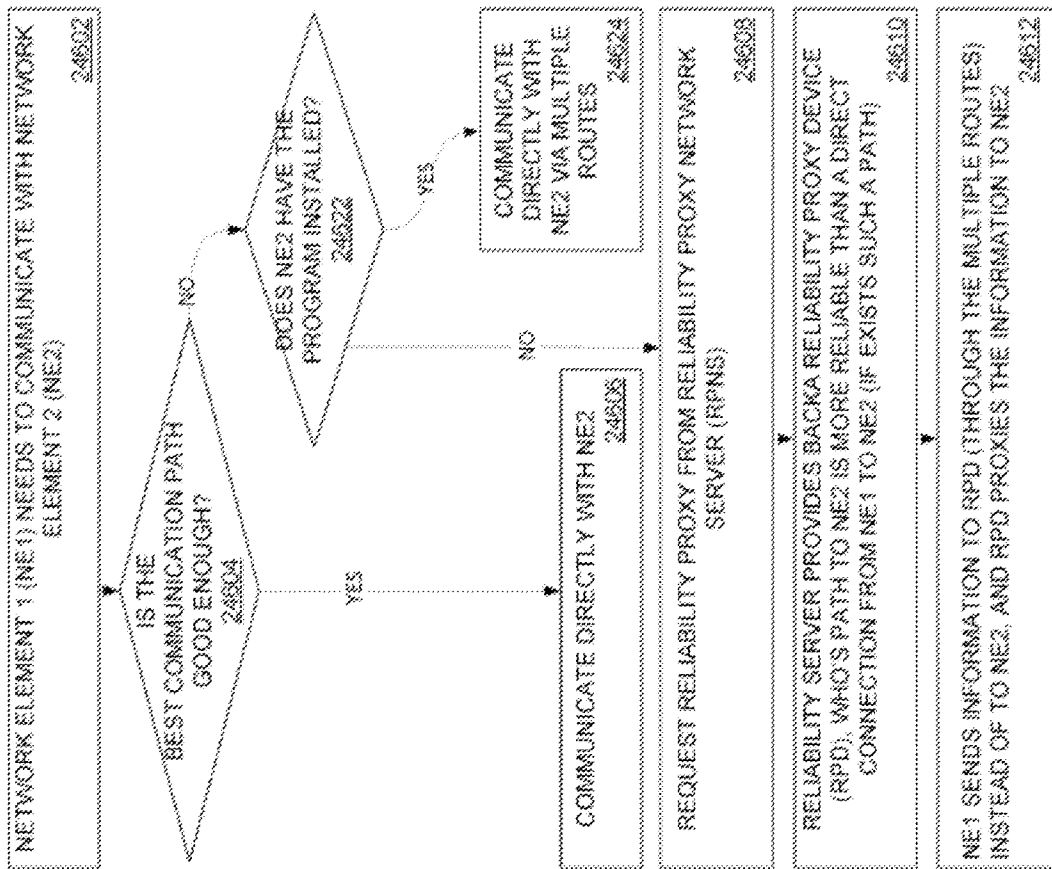 NETWORK ELEMENT 1 (NE1) NEEDS TO COMMUNICATE WITH NETWORK
ELEMENT 2 (NE2)
24602
IS THE
BEST COMMUNICATION PATH
GOOD ENOUGH?
24604
NO
DOES NE2 HAVE THE
PROGRAM INSTALLED?
24622
YES
COMMUNICATE
DIRECTLY WITH
NE2 VIA MULTIPLE
ROUTES
24624
YES
NO
COMMUNICATE DIRECTLY WITH NE2
24606
REQUEST RELIABILITY PROXY FROM RELIABILITY PROXY NETWORK
SERVER (RPNS)
24608
RELIABILITY SERVER PROVIDES BACKA RELIABILITY PROXY DEVICE
(RPD), WHO'S PATH TO NE2 IS MORE RELIABLE THAN A DIRECT
CONNECTION FROM NE1 TO NE2 (IF EXISTS SUCH A PATH)
24610
NE1 SENDS INFORMATION TO RPD (THROUGH THE MULTIPLE ROUTES)
INSTEAD OF TO NE2, AND RPD PROXIES THE INFORMATION TO NE2
24612